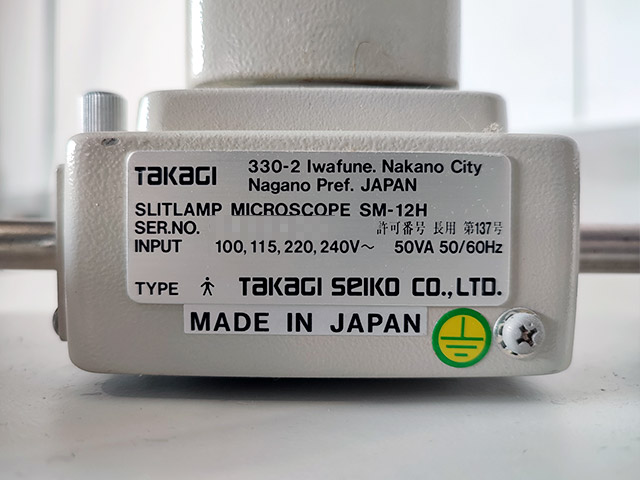 TAKAGI 330-2 Iwafune. Nakano City
Nagano Pref. JAPAN
SLITLAMP MICROSCOPE SM-12H
SER.NO. 許可番号 長用 第137号
INPUT 100,115,220,240V～ 50VA 50/60Hz
TYPE TAKAGI SEIKO CO.,LTD.
MADE IN JAPAN